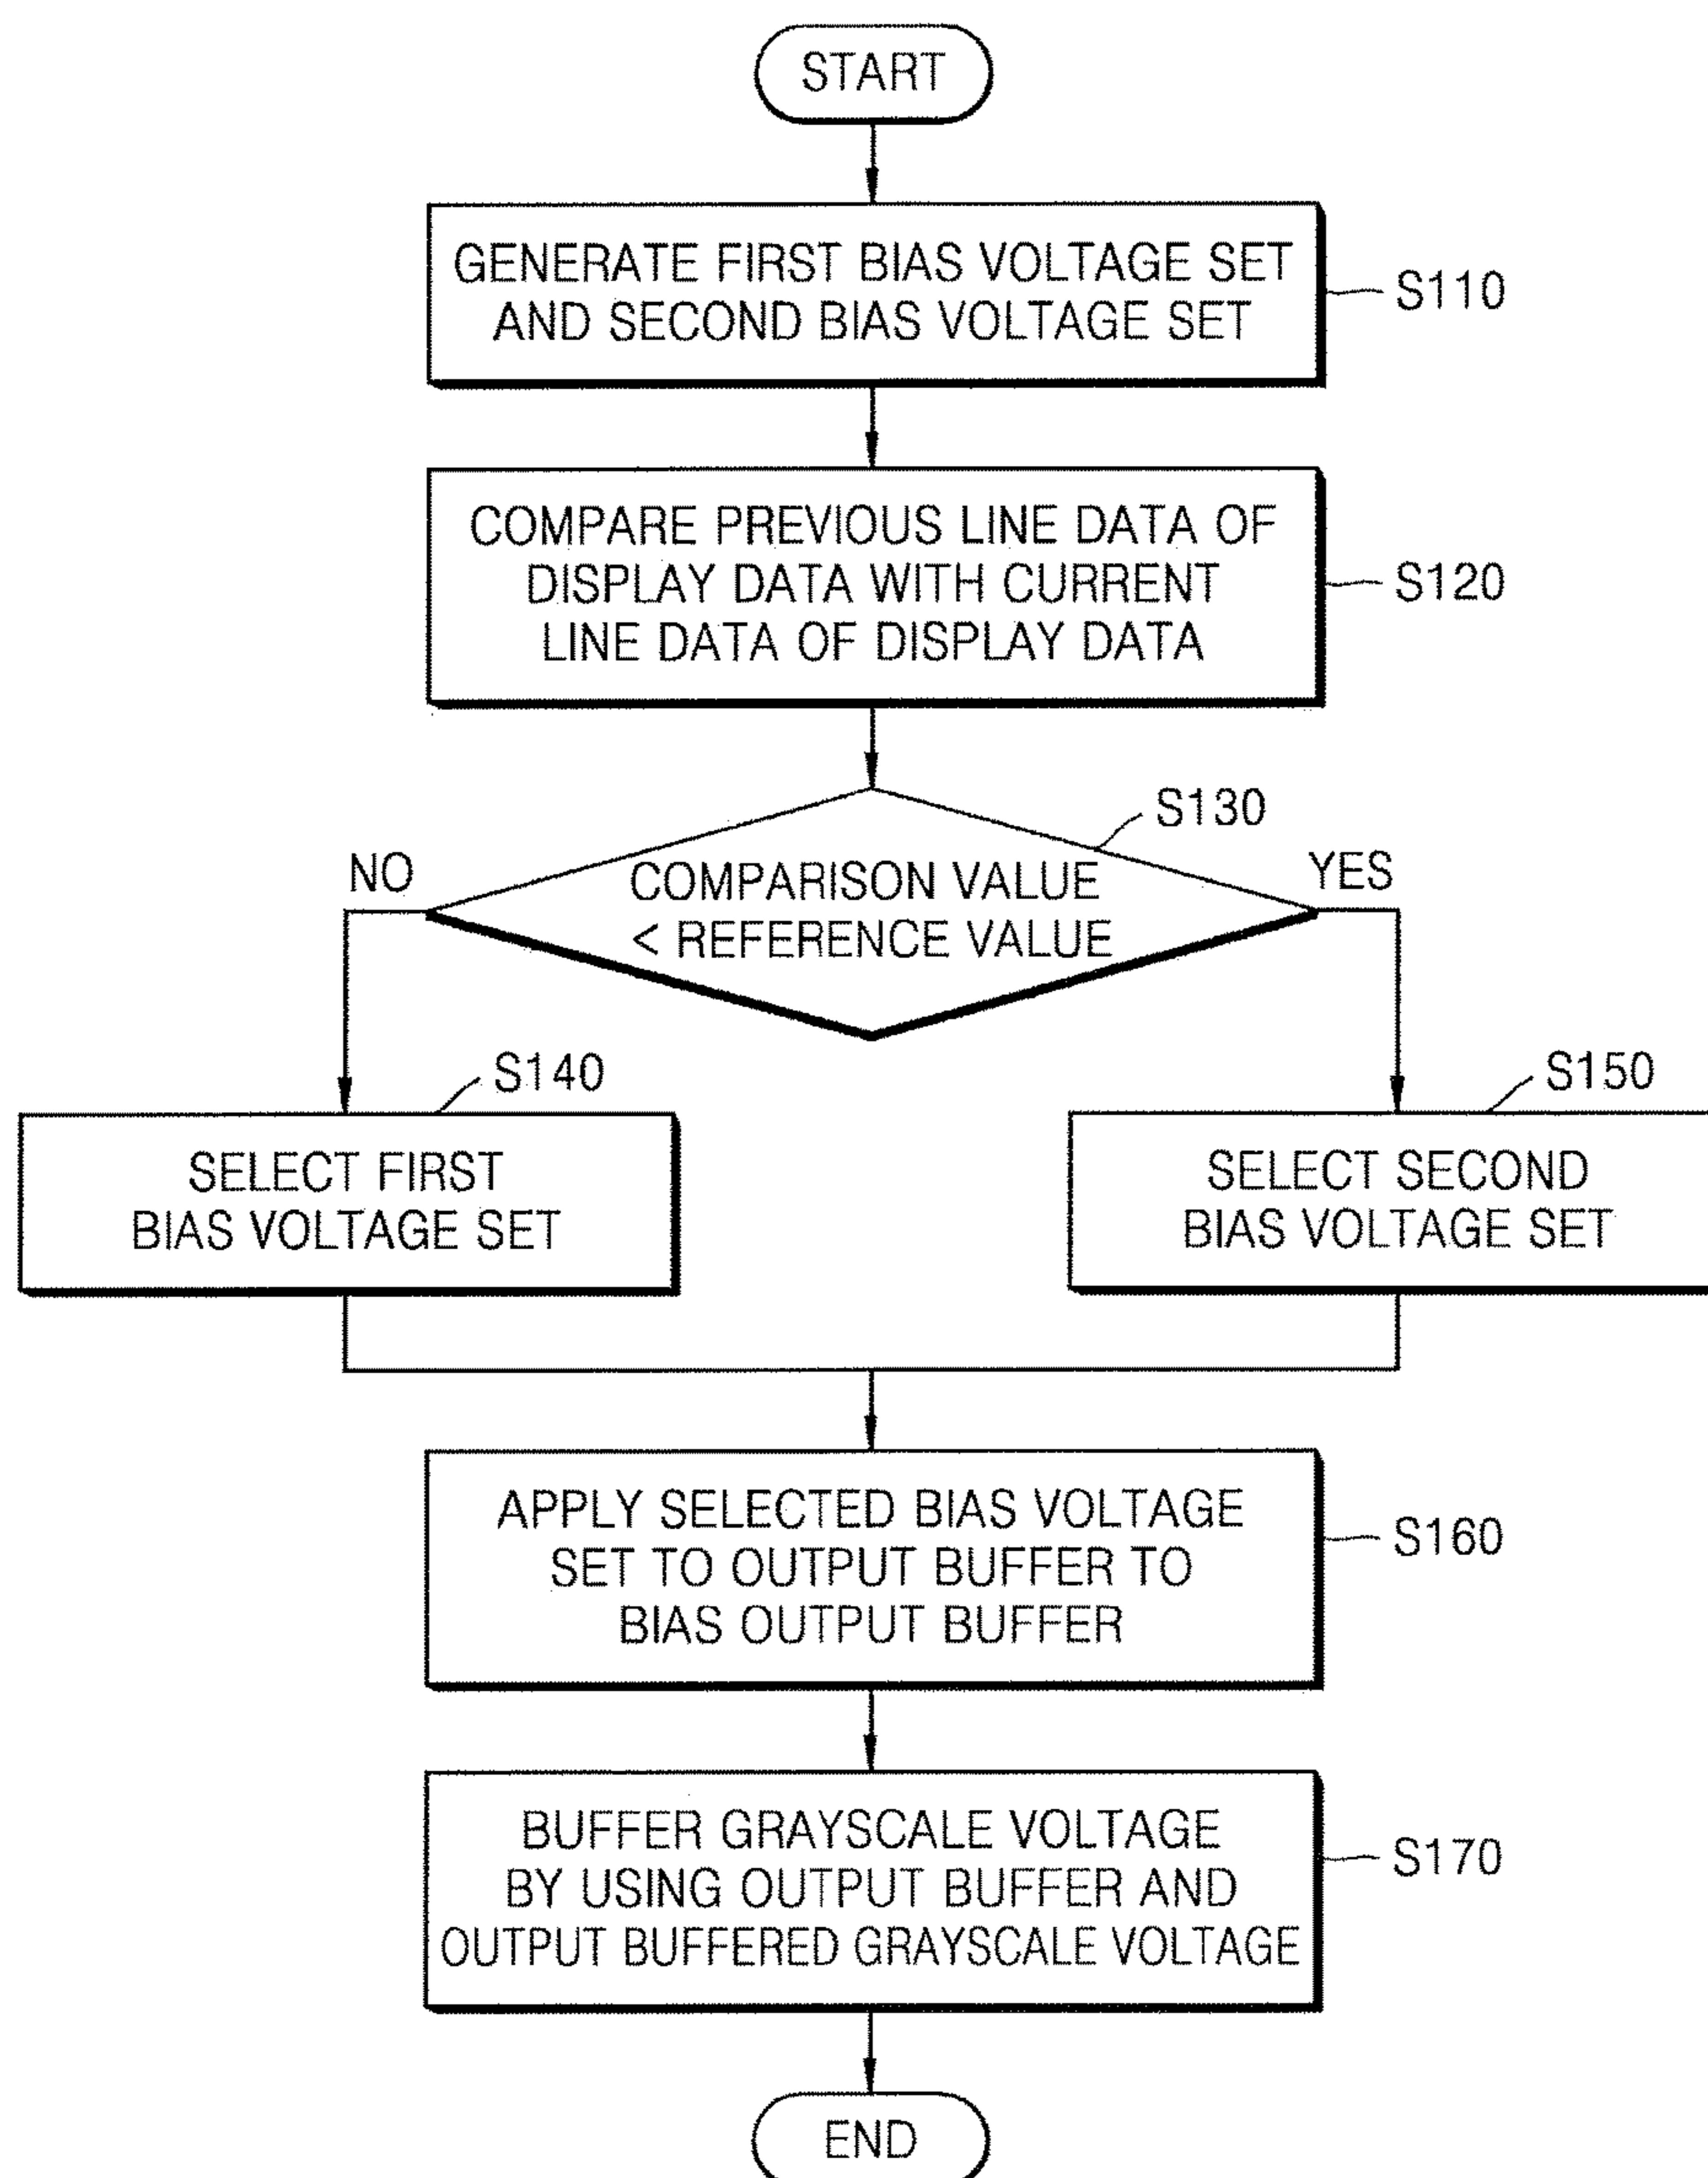 START
GENERATE FIRST BIAS VOLTAGE SET
AND SECOND BIAS VOLTAGE SET
S110
COMPARE PREVIOUS LINE DATA OF
DISPLAY DATA WITH CURRENT
LINE DATA OF DISPLAY DATA
S120
S130
NO
COMPARISON VALUE
< REFERENCE VALUE
YES
S140
SELECT FIRST
BIAS VOLTAGE SET
S150
SELECT SECOND
BIAS VOLTAGE SET
APPLY SELECTED BIAS VOLTAGE
SET TO OUTPUT BUFFER TO
BIAS OUTPUT BUFFER
S160
BUFFER GRAYSCALE VOLTAGE
BY USING OUTPUT BUFFER AND
OUTPUT BUFFERED GRAYSCALE VOLTAGE
S170
END